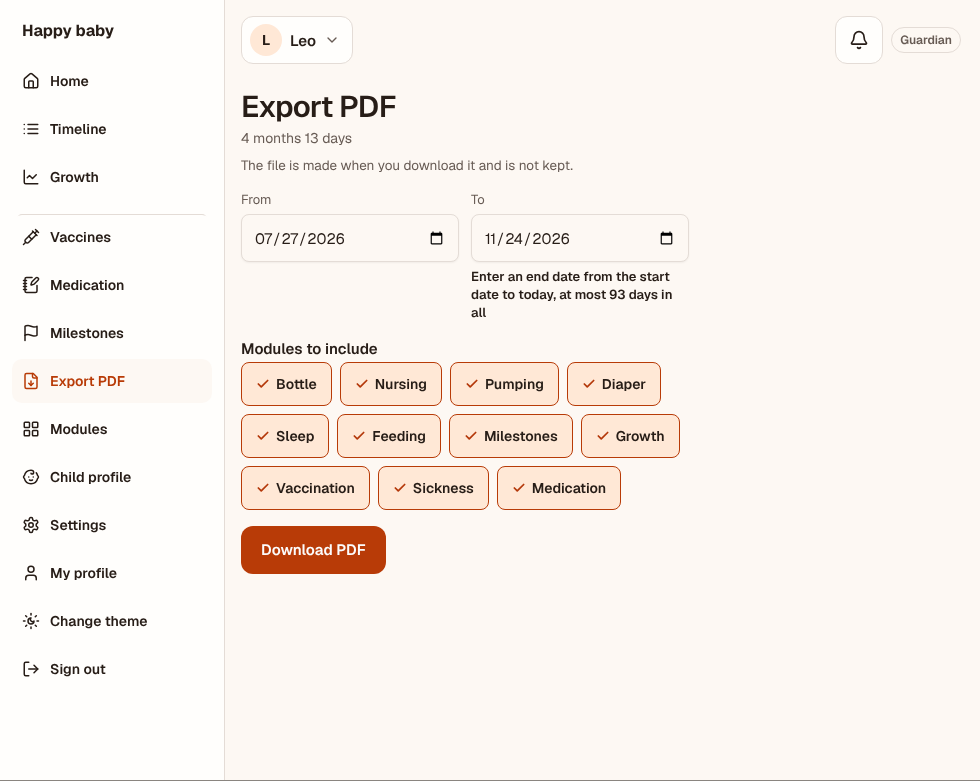 Happy baby
Home
Timeline
Growth
Vaccines
Medication
Milestones
Export PDF
Modules
Child profile
Settings
My profile
Change theme
Sign out
L Leo
Guardian
Export PDF
4 months 13 days
The file is made when you download it and is not kept.
From To
07/27/2026 11/24/2026
Enter an end date from the start
date to today, at most 93 days in
all
Modules to include
Bottle Nursing Pumping Diaper
Sleep Feeding Milestones Growth
Vaccination Sickness Medication
Download PDF